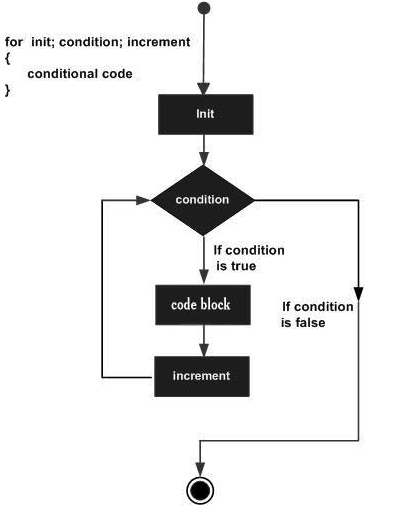 for init; condition; increment
{
conditional code
}
Init
condition
If condition
is true
code block
If condition
is false
increment